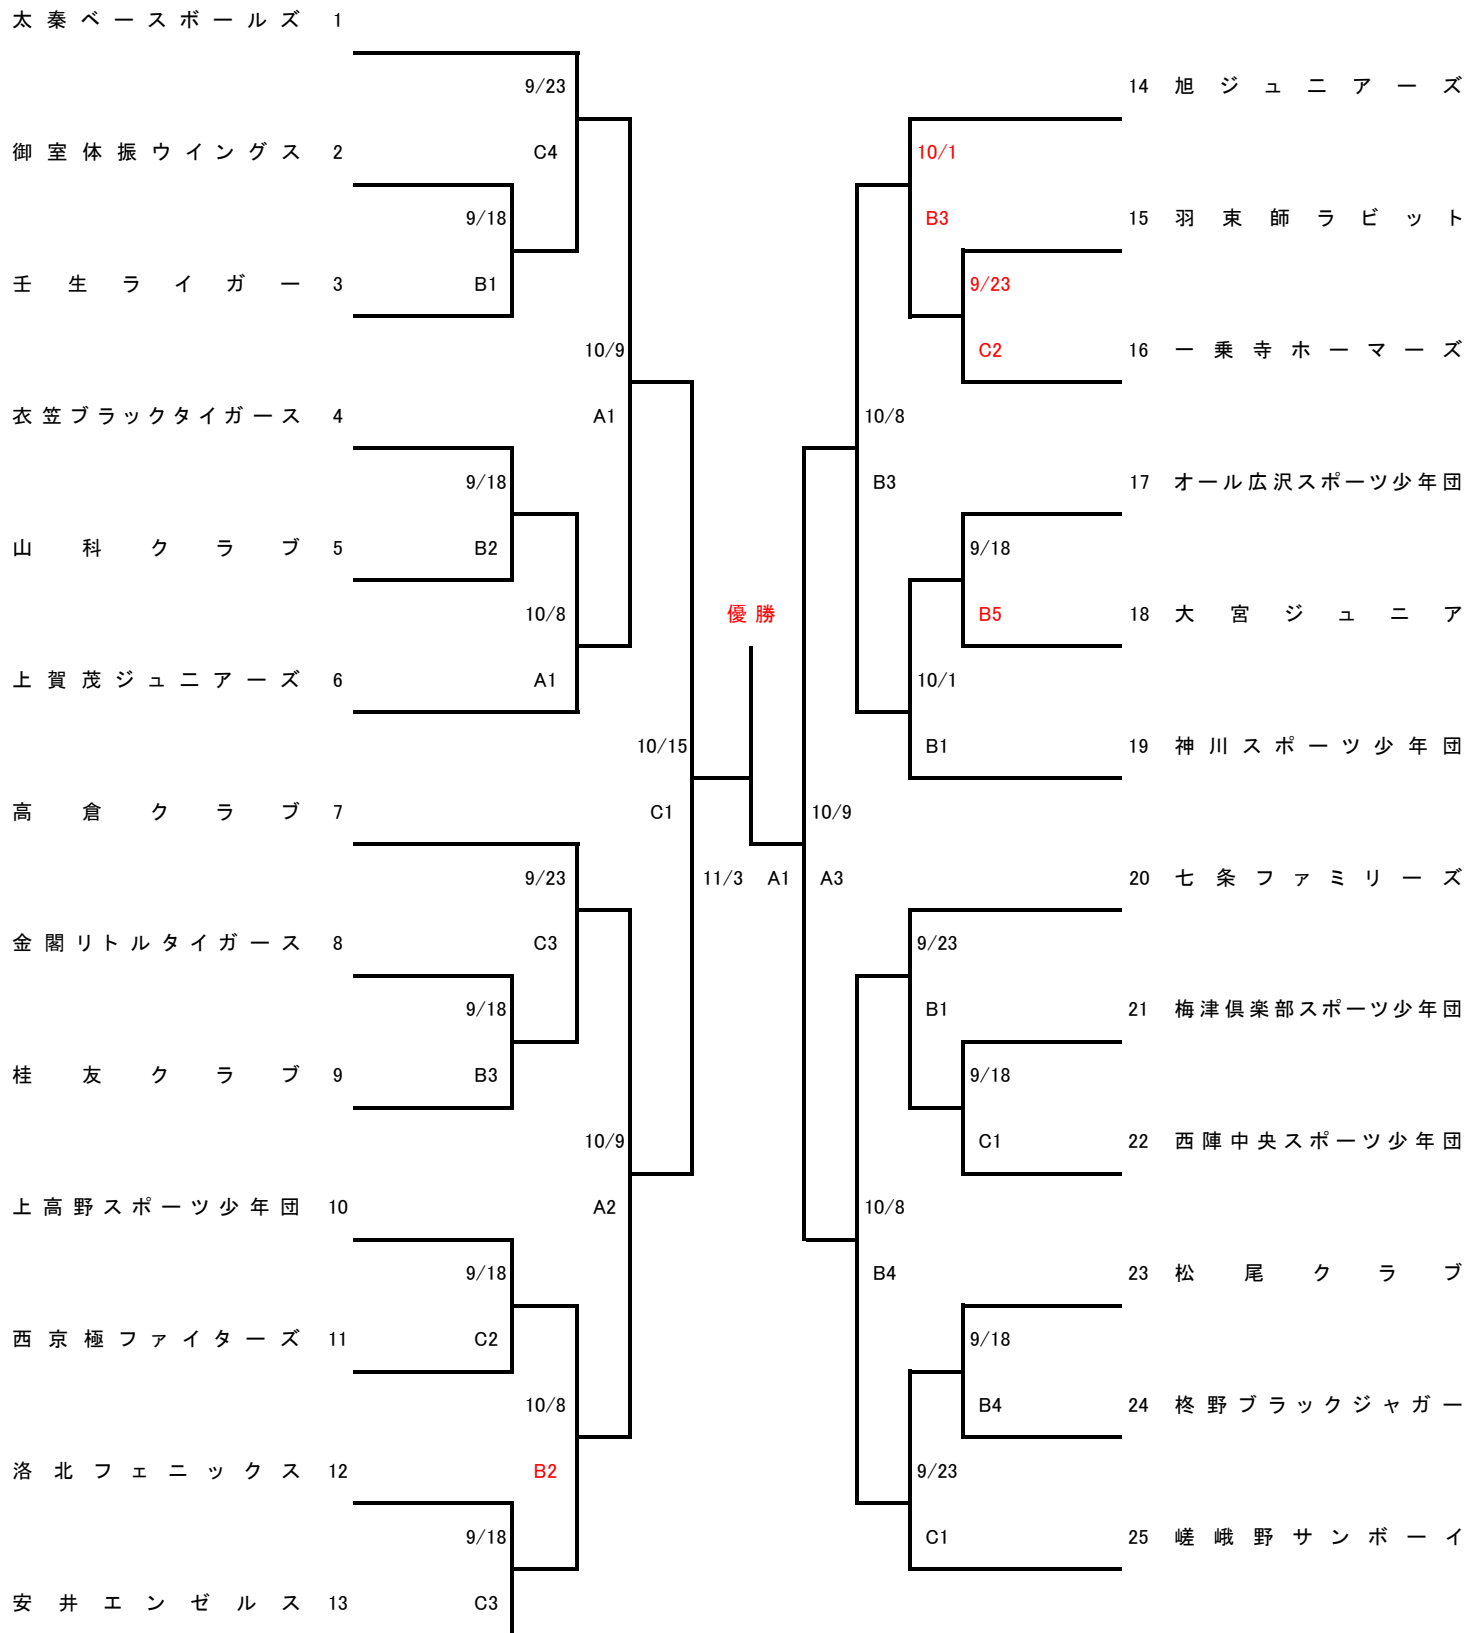 太秦ベースボールズ 1
9/23
14 旭ジュニアーズ
御室体振ウイングス 2 C4
10/1
9/18
B3
15 羽束師ラビット
壬生ライガー 3 B1
9/23
10/9
C2
16 一乗寺ホーマーズ
衣笠ブラックタイガース 4
A1
10/8
9/18
B3
17 オール広沢スポーツ少年団
山科クラブ 5 B2
9/18
10/8
優勝
B5
18 大宮ジュニア
上賀茂ジュニアーズ 6 A1
10/1
10/15
B1
19 神川スポーツ少年団
高倉クラブ 7
C1
10/9
9/23
11/3 A1 A3
20 七条ファミリーズ
金閣リトルタイガース 8 C3
9/23
9/18
B1
21 梅津倶楽部スポーツ少年団
桂友クラブ 9 B3
9/18
10/9
C1
22 西陣中央スポーツ少年団
上高野スポーツ少年団 10
A2
10/8
9/18
B4
23 松尾クラブ
西京極ファイターズ 11 C2
9/18
10/8
B4
24 柊野ブラックジャガー
洛北フェニックス 12 B2
9/23
9/18
C1
25 嵯峨野サンボーイ
安井エンゼルス 13 C3